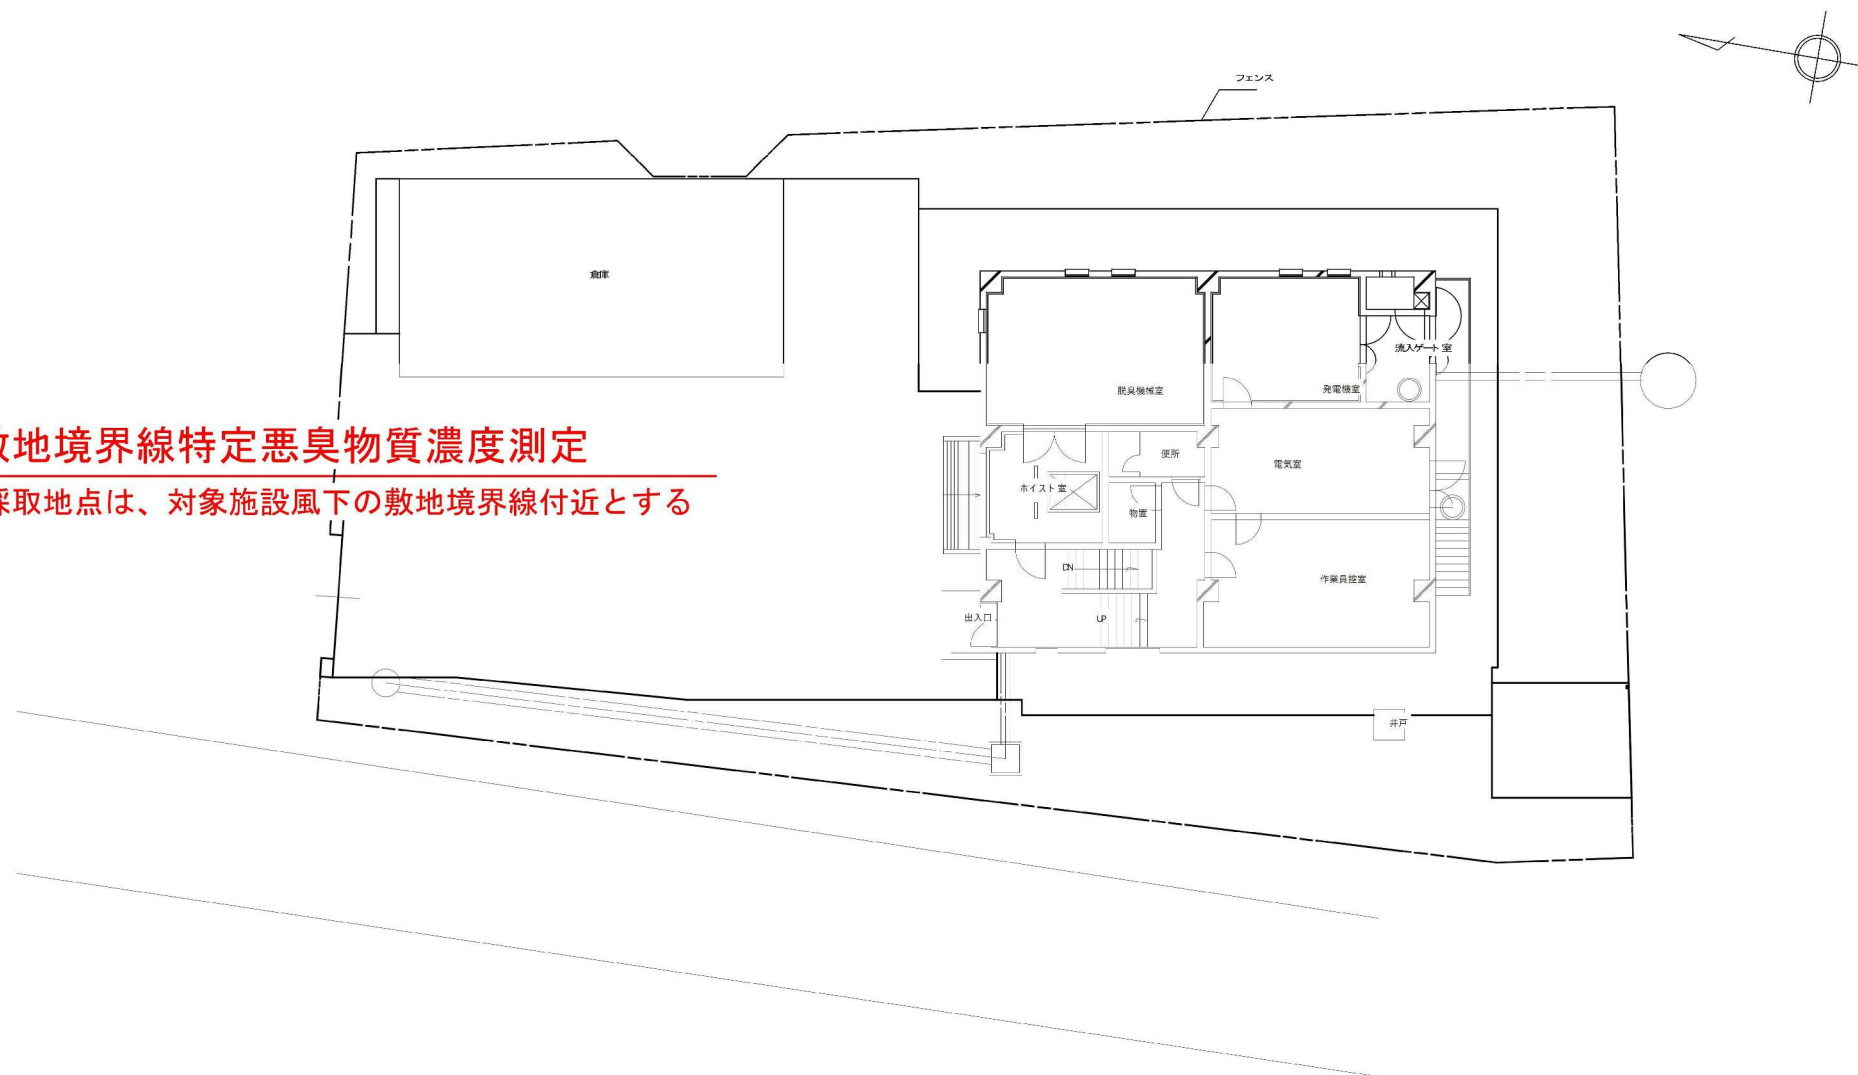 フェンス
倉庫
流入ゲート室
脱臭機械室
発電機室
地境界線特定悪臭物質濃度測定
便所
電気室
ホイスト室
取地点は、対象施設風下の敷地境界線付近とする
物置
DN
作業員控室
出入口
UP
井戸